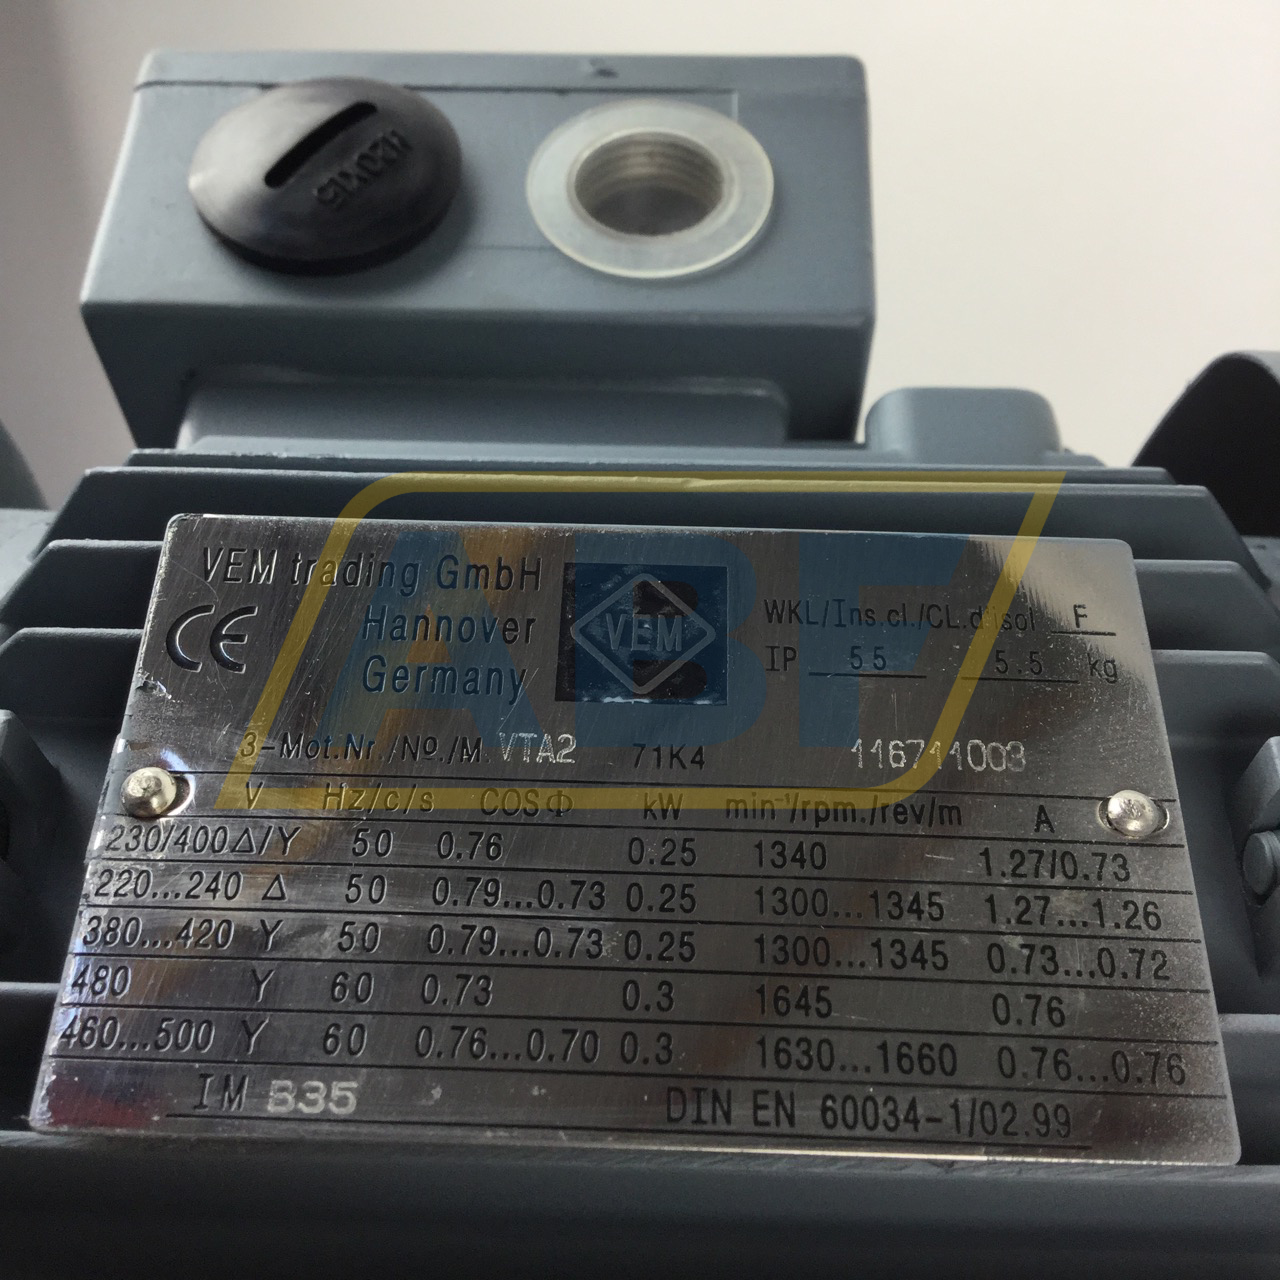 M20X1.5
VEM trading GmbH
Hannover
Germany
CE
VEM
WKL/Ins.cl./CL.d'isol F
IP 55 5.5 kg
3-Mot.Nr./No./M VTA2 71K4 116711003
V Hz/c/s COSΦ kW min⁻¹/rpm./rev/m A
230/400Δ/Y 50 0.76 0.25 1340 1.27/0.73
220...240 Δ 50 0.79...0.73 0.25 1300...1345 1.27...1.26
380...420 Y 50 0.79...0.73 0.25 1300...1345 0.73...0.72
480 Y 60 0.73 0.3 1645 0.76
460...500 Y 60 0.76...0.70 0.3 1630...1660 0.76...0.76
IM B35 DIN EN 60034-1/02.99
ABF